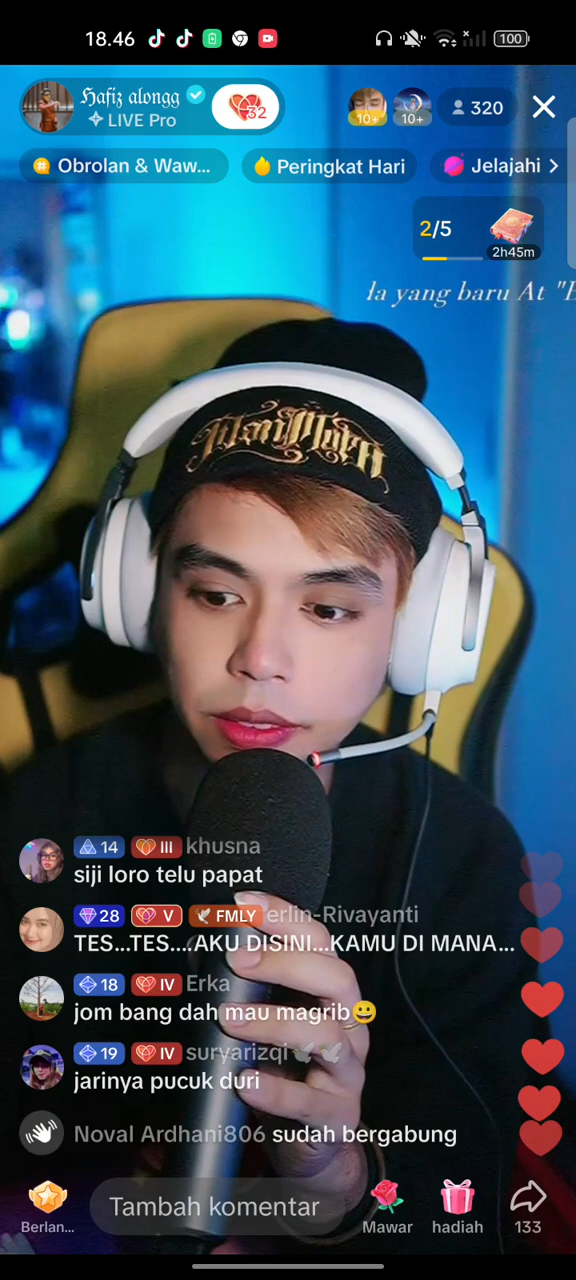 18.46
100
Hafiz alongg
LIVE Pro
32
10+
10+
320
Obrolan & Waw...
Peringkat Hari
Jelajahi
2/5
2h45m
la yang baru At "B
14 III khusna
siji loro telu papat
28 V FMLY erlin-Rivayanti
TES...TES....AKU DISINI...KAMU DI MANA...
18 IV Erka
jom bang dah mau magrib😀
19 IV suryarizqi🕊️🕊️
jarinya pucuk duri
Noval Ardhani806 sudah bergabung
Berlan...
Tambah komentar
Mawar
hadiah
133